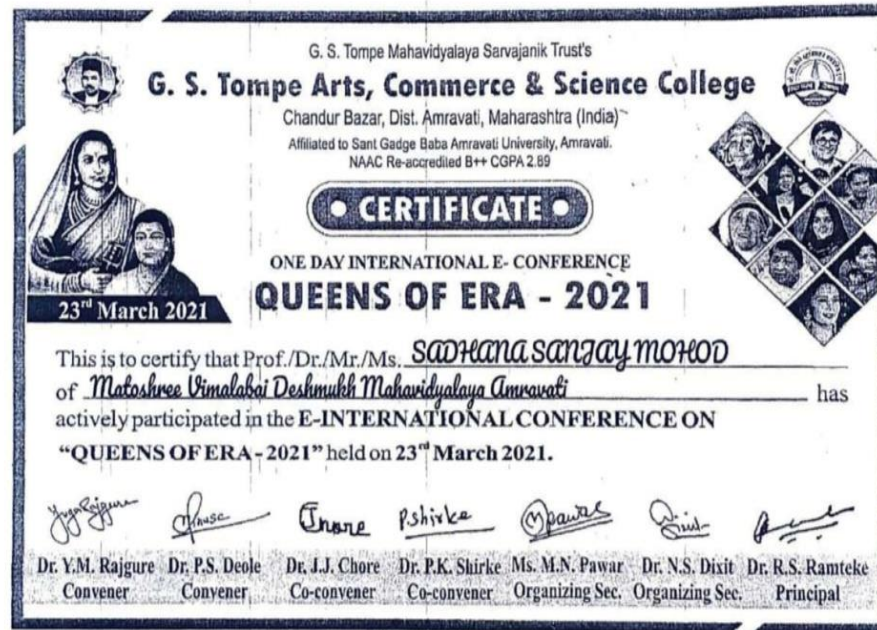 G. S. Tompe Mahavidyalaya Sarvajanik Trust's
G. S. Tompe Arts, Commerce & Science College
Chandur Bazar, Dist. Amravati, Maharashtra (India)
Affiliated to Sant Gadge Baba Amravati University, Amravati.
NAAC Re-accredited B++ CGPA 2.89
• CERTIFICATE •
ONE DAY INTERNATIONAL E- CONFERENCE
QUEENS OF ERA - 2021
23rd March 2021
This is to certify that Prof./Dr./Mr./Ms. SADHANA SANJAY MOHOD
of Matoshree Vimalabai Deshmukh Mahavidyalaya Amravati has
actively participated in the E-INTERNATIONAL CONFERENCE ON
“QUEENS OF ERA - 2021” held on 23rd March 2021.
P.Shirke Mpawar
Dr. Y.M. Rajgure Dr. P.S. Deole Dr. J.J. Chore Dr. P.K. Shirke Ms. M.N. Pawar Dr. N.S. Dixit Dr. R.S. Ramteke
Convener Convener Co-convener Co-convener Organizing Sec. Organizing Sec. Principal